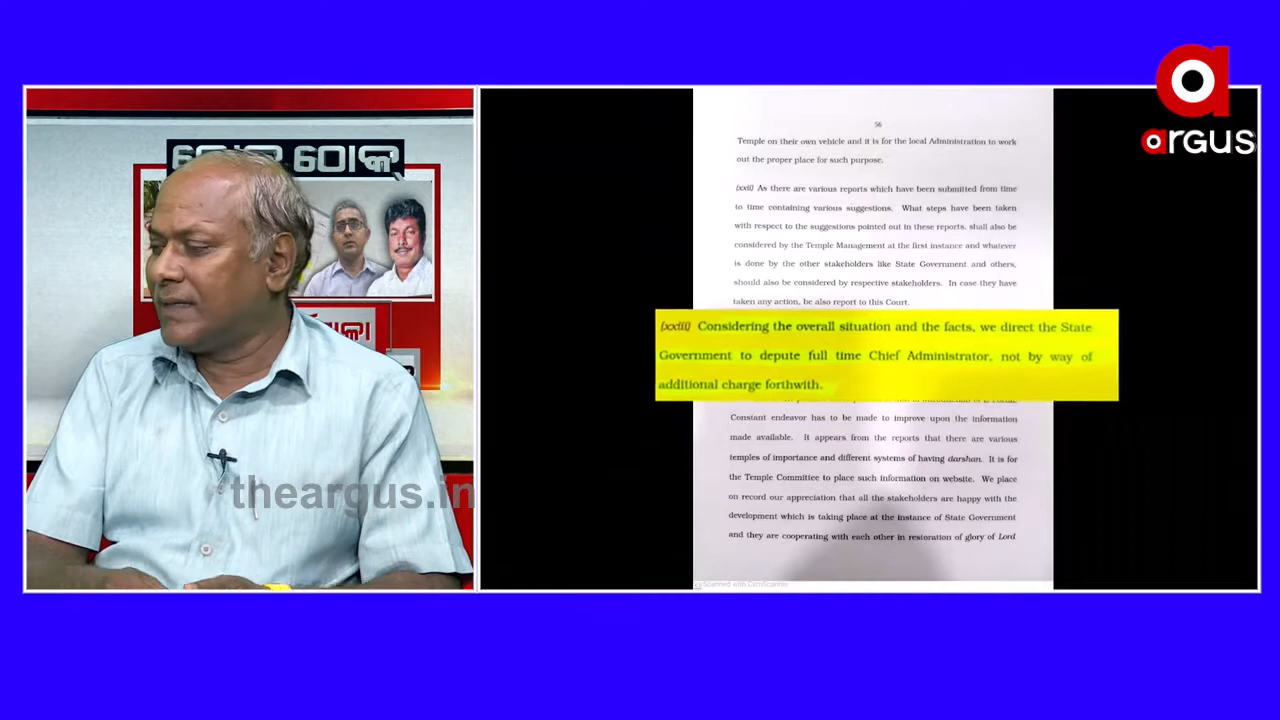 ଠୋକ୍
theargus.in
argus
56
Temple on their own vehicle and it is for the local Administration to work
out the proper place for such purpose.
(xxii) As there are various reports which have been submitted from time
to time containing various suggestions. What steps have been taken
with respect to the suggestions pointed out in these reports, shall also be
considered by the Temple Management at the first instance and whatever
is done by the other stakeholders like State Government and others,
should also be considered by respective stakeholders. In case they have
taken any action, be also report to this Court.
(xxiii) Considering the overall situation and the facts, we direct the State
Government to depute full time Chief Administrator, not by way of
additional charge forthwith.
Constant endeavor has to be made to improve upon the information
made available. It appears from the reports that there are various
temples of importance and different systems of having darshan. It is for
the Temple Committee to place such information on website. We place
on record our appreciation that all the stakeholders are happy with the
development which is taking place at the instance of State Government
and they are cooperating with each other in restoration of glory of Lord
Scanned with CamScanner